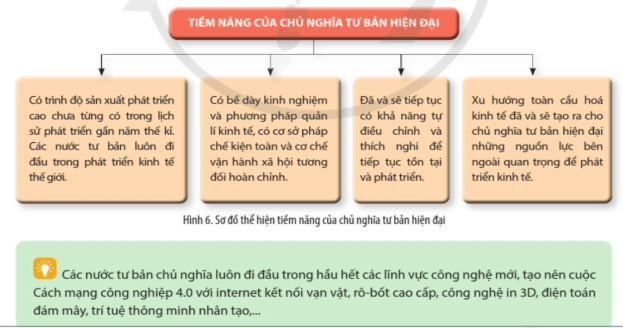 TIỀM NĂNG CỦA CHỦ NGHĨA TƯ BẢN HIỆN ĐẠI
Có trình độ sản xuất phát triển
cao chưa từng có trong lịch
sử phát triển gần năm thế kỉ.
Các nước tư bản luôn đi
đầu trong phát triển kinh tế
thế giới.
Có bề dày kinh nghiệm
và phương pháp quản
lí kinh tế, có cơ sở pháp
chế kiện toàn và cơ chế
vận hành xã hội tương
đối hoàn chỉnh.
Đã và sẽ tiếp tục
có khả năng tự
điều chỉnh và
thích nghi để
tiếp tục tồn tại
và phát triển.
Xu hướng toàn cầu hoá
kinh tế đã và sẽ tạo ra cho
chủ nghĩa tư bản hiện đại
những nguồn lực bên
ngoài quan trọng để phát
triển kinh tế.
Hình 6. Sơ đồ thể hiện tiềm năng của chủ nghĩa tư bản hiện đại
Các nước tư bản chủ nghĩa luôn đi đầu trong hầu hết các lĩnh vực công nghệ mới, tạo nên cuộc
Cách mạng công nghiệp 4.0 với internet kết nối vạn vật, rô-bốt cao cấp, công nghệ in 3D, điện toán
đám mây, trí tuệ thông minh nhân tạo,...